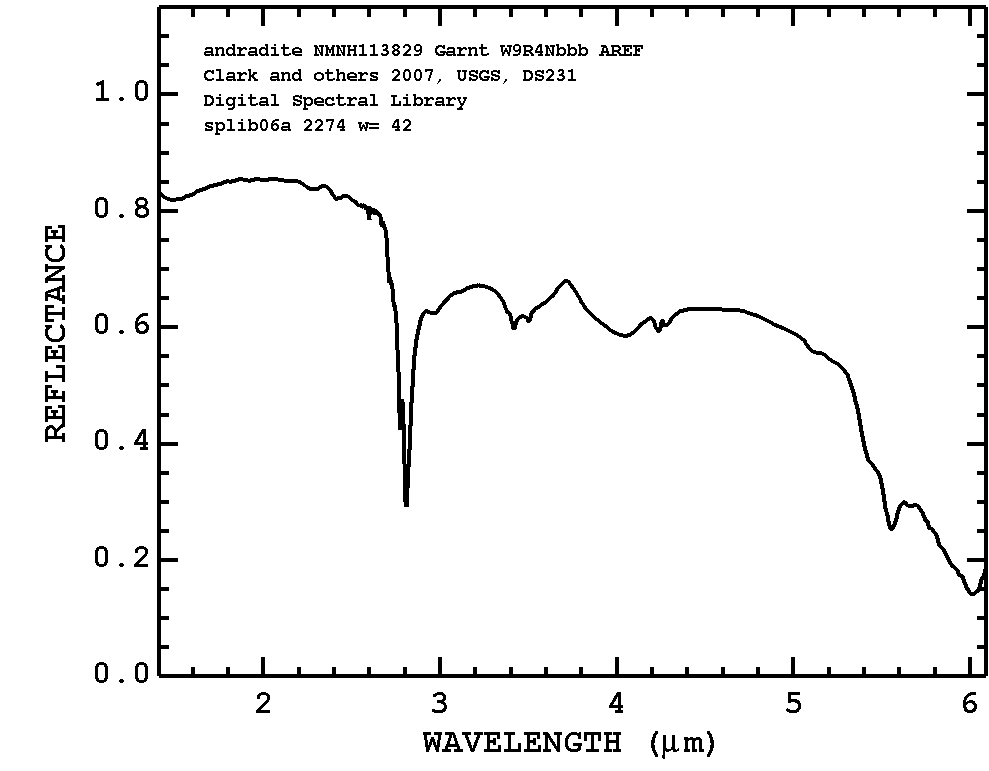 andradite NMNH113829 Garnt W9R4Nbbb AREF
Clark and others 2007, USGS, DS231
Digital Spectral Library
splib06a 2274 w= 42
1.0
0.8
0.6
0.4
0.2
0.0
REFLECTANCE
2 3 4 5 6
WAVELENGTH (μm)